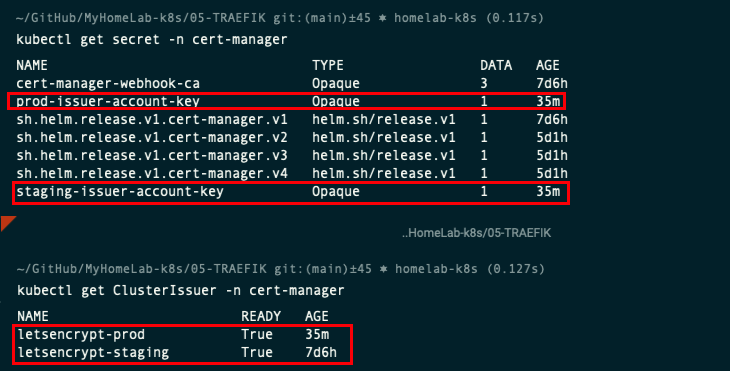 ~/GitHub/MyHomeLab-k8s/05-TRAEFIK git:(main)±45 ⎈ homelab-k8s (0.117s)
kubectl get secret -n cert-manager
NAME TYPE DATA AGE
cert-manager-webhook-ca Opaque 3 7d6h
prod-issuer-account-key Opaque 1 35m
sh.helm.release.v1.cert-manager.v1 helm.sh/release.v1 1 7d6h
sh.helm.release.v1.cert-manager.v2 helm.sh/release.v1 1 5d1h
sh.helm.release.v1.cert-manager.v3 helm.sh/release.v1 1 5d1h
sh.helm.release.v1.cert-manager.v4 helm.sh/release.v1 1 5d1h
staging-issuer-account-key Opaque 1 35m
..HomeLab-k8s/05-TRAEFIK
~/GitHub/MyHomeLab-k8s/05-TRAEFIK git:(main)±45 ⎈ homelab-k8s (0.127s)
kubectl get ClusterIssuer -n cert-manager
NAME READY AGE
letsencrypt-prod True 35m
letsencrypt-staging True 7d6h